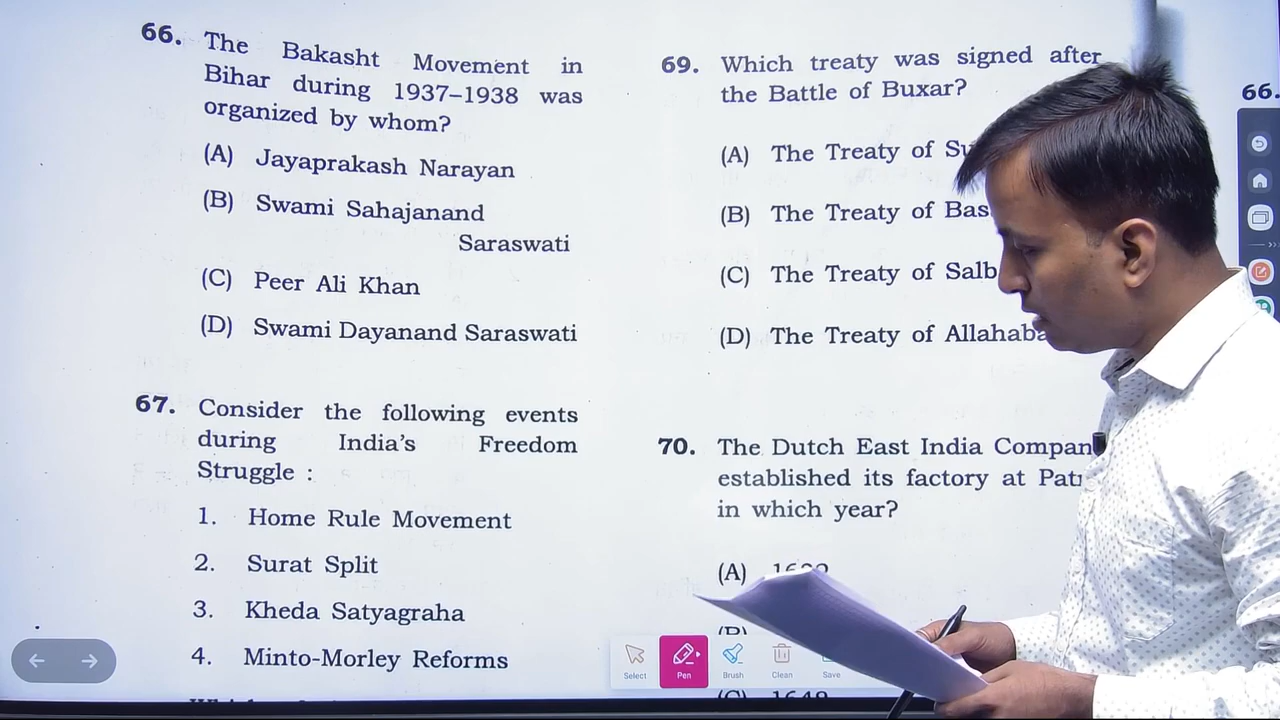 66. The Bakasht Movement in
Bihar during 1937–1938 was
organized by whom?
(A) Jayaprakash Narayan
(B) Swami Sahajanand
Saraswati
(C) Peer Ali Khan
(D) Swami Dayanand Saraswati
67. Consider the following events
during India's Freedom
Struggle :
1. Home Rule Movement
2. Surat Split
3. Kheda Satyagraha
4. Minto-Morley Reforms
69. Which treaty was signed after
the Battle of Buxar?
(A) The Treaty of
(B) The Treaty of
(C) The Treaty of
(D) The Treaty of
70. The Dutch East India
established its factory at
in which year?
(A)
66.
Select
Pen
Brush
Clean
Save